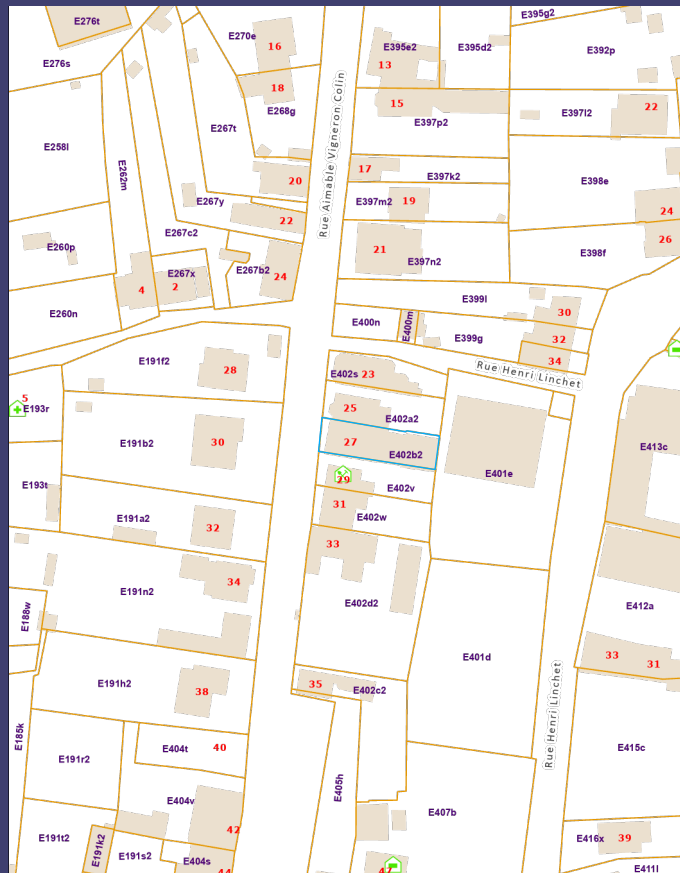 E276t
E270e
16
E395e2
E395d2
E395g2
E392p
E276s
13
18
E268g
15
E397p2
E397l2
22
E258l
E262m
E267t
Rue Aimable Vigneron Colin
17
E397k2
E398e
20
E267y
22
E397m2
19
24
E267c2
21
E397n2
E398f
26
E260p
E267x
2
4
E267b2
24
E260n
E399l
30
E400n
E400m
E399g
32
34
Rue Henri Linchet
E191f2
28
E402s
23
5
E193r
25
E402a2
E191b2
30
27
E402b2
E401e
E413c
29
E402v
E193t
31
E402w
E191a2
32
33
E191n2
34
E402d2
E412a
E188w
E401d
33
31
E191h2
38
35
E402c2
Rue Henri Linchet
E185k
E404t
40
E191r2
E405h
E415c
E404v
42
E407b
E191t2
E191k2
E191s2
E404s
44
47
E416x
39
E411l